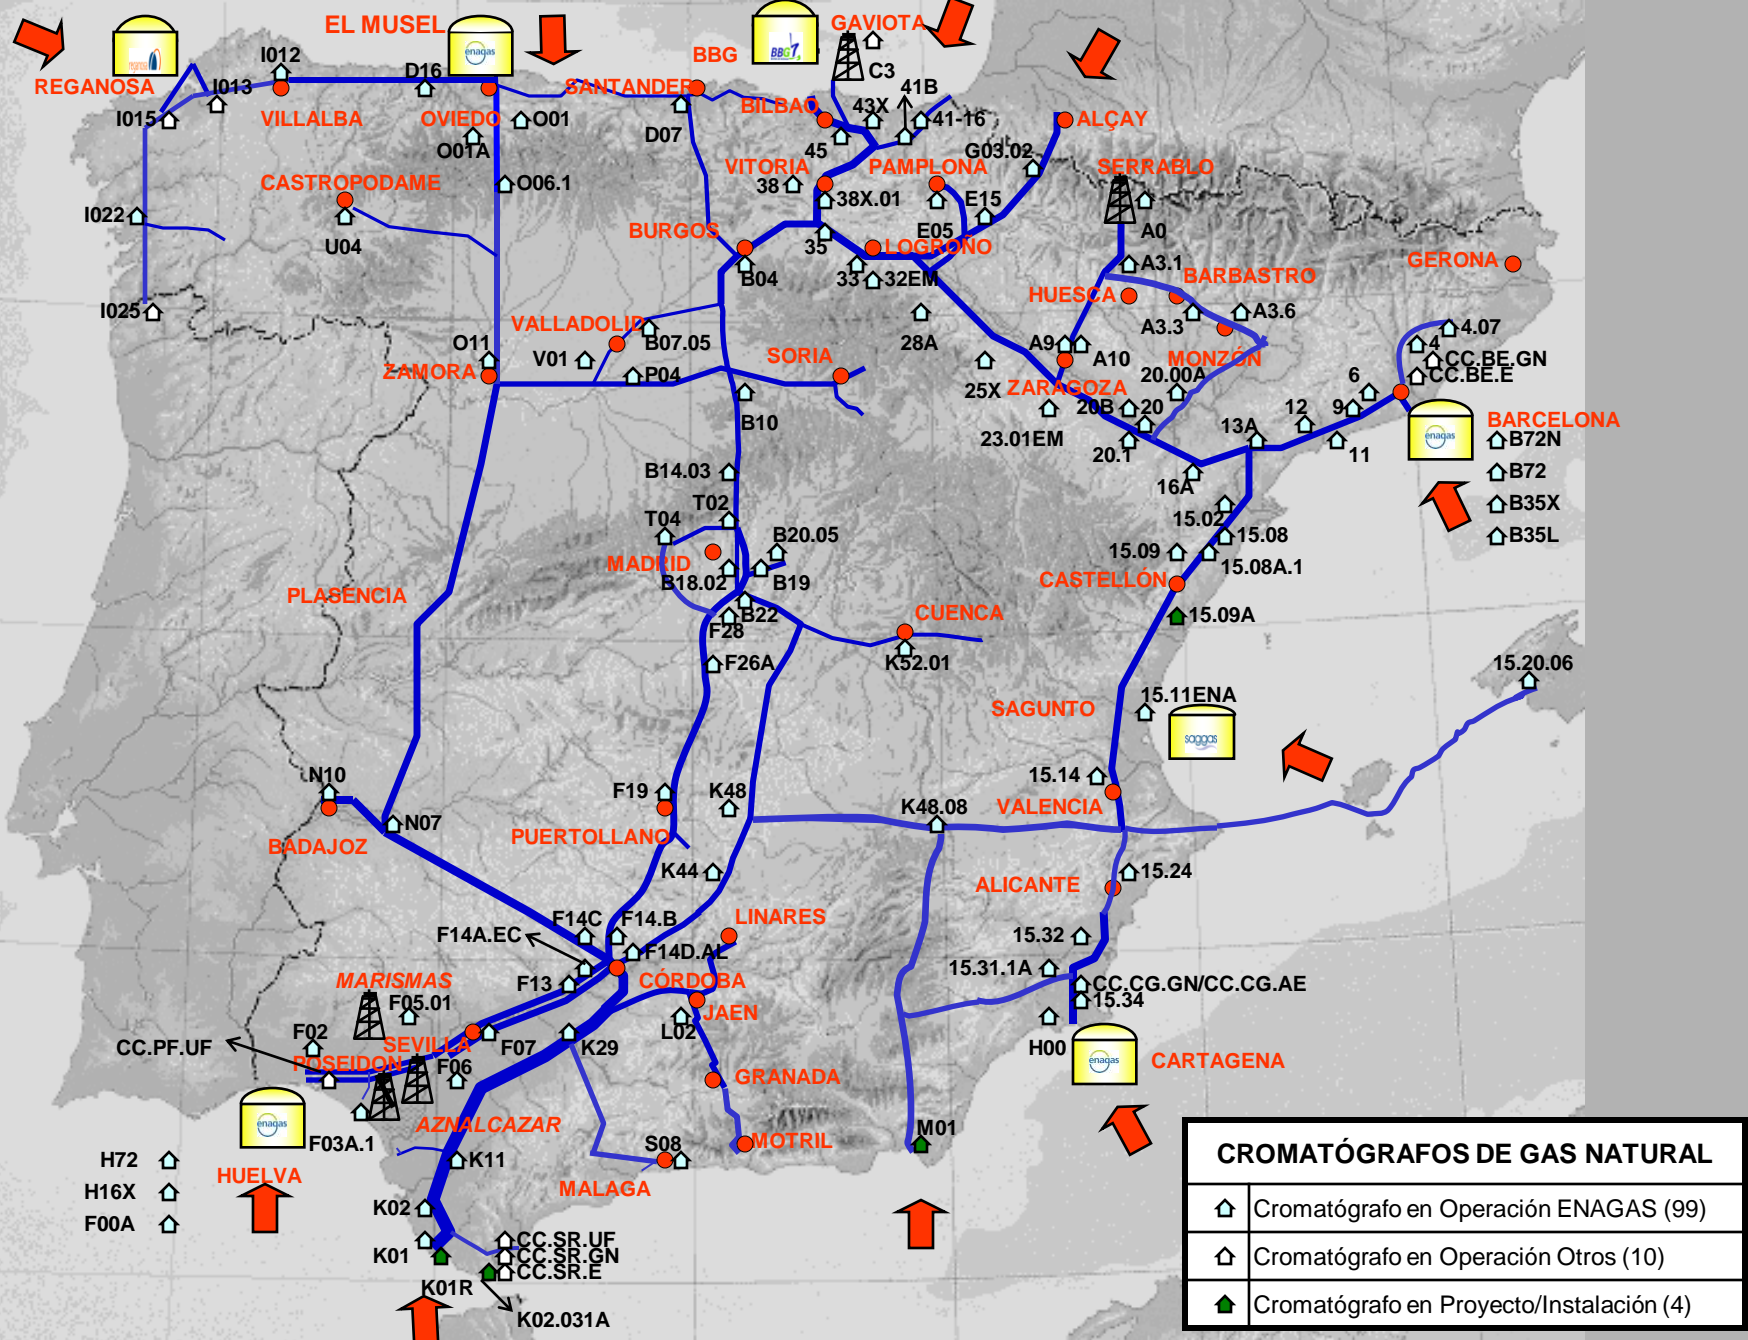 GAVIOTA
EL MUSEL
I012
BBG
enagas
BBG
reganosa
REGANOSA
D16
SANTANDER
C3
I013
41B
BILBAO
43X
I015
VILLALBA
OVIEDO
O01
D07
41-16
ALÇAY
O01A
45
G03.02
VITORIA
PAMPLONA
SERRABLO
CASTROPODAME
O06.1
38
38X.01
E15
I022
U04
BURGOS
35
E05
A0
LOGROÑO
A3.1
GERONA
B04
33
32EM
BARBASTRO
HUESCA
I025
VALLADOLID
B07.05
28A
A3.3
A3.6
4.07
O11
V01
SORIA
A9
A10
MONZÓN
4
CC.BE.GN
ZAMORA
P04
25X
ZARAGOZA
20.00A
6
CC.BE.E
B10
20B
20
12
9
BARCELONA
23.01EM
20.1
13A
11
enagas
B72N
B14.03
16A
B72
T02
15.02
B35X
T04
B20.05
15.09
15.08
B35L
MADRID
B18.02
B19
15.08A.1
CASTELLÓN
PLASENCIA
B22
CUENCA
15.09A
F28
F26A
K52.01
15.20.06
15.11ENA
SAGUNTO
saggas
N10
15.14
F19
K48
K48.08
VALENCIA
N07
PUERTOLLANO
BADAJOZ
K44
15.24
ALICANTE
F14C
F14.B
LINARES
F14A.EC
F14D.AL
15.32
15.31.1A
MARISMAS
F13
CÓRDOBA
CC.CG.GN/CC.CG.AE
F05.01
15.34
JAEN
F02
SEVILLA
F07
K29
L02
H00
CC.PF.UF
POSEIDON
F06
enagas
CARTAGENA
GRANADA
enagas
AZNALCAZAR
F03A.1
M01
MOTRIL
H72
K11
S08
HUELVA
H16X
MALAGA
F00A
K02
K01
CC.SR.UF
CC.SR.GN
CC.SR.E
K01R
K02.031A
CROMATÓGRAFOS DE GAS NATURAL
Cromatógrafo en Operación ENAGAS (99)
Cromatógrafo en Operación Otros (10)
Cromatógrafo en Proyecto/Instalación (4)